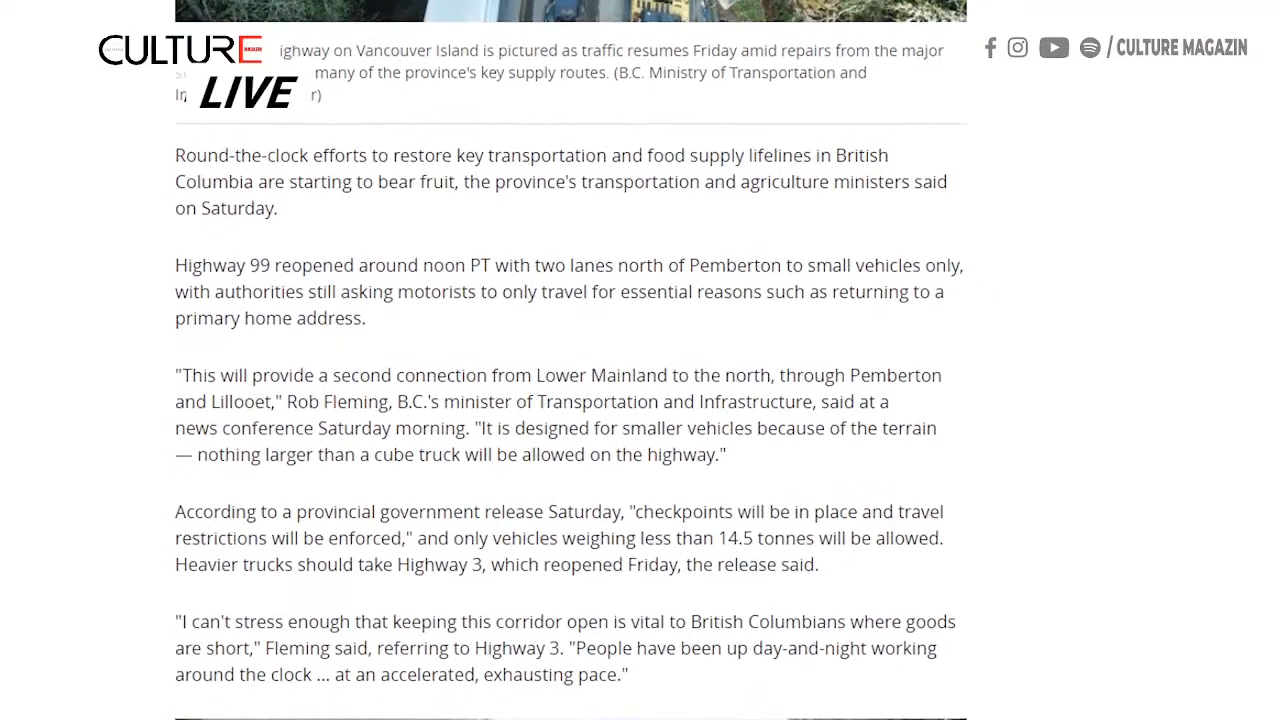 CULTURE MAGAZIN
LIVE
/ CULTURE MAGAZIN
ighway on Vancouver Island is pictured as traffic resumes Friday amid repairs from the major
many of the province's key supply routes. (B.C. Ministry of Transportation and
r)
Round-the-clock efforts to restore key transportation and food supply lifelines in British
Columbia are starting to bear fruit, the province's transportation and agriculture ministers said
on Saturday.
Highway 99 reopened around noon PT with two lanes north of Pemberton to small vehicles only,
with authorities still asking motorists to only travel for essential reasons such as returning to a
primary home address.
"This will provide a second connection from Lower Mainland to the north, through Pemberton
and Lillooet," Rob Fleming, B.C.'s minister of Transportation and Infrastructure, said at a
news conference Saturday morning. "It is designed for smaller vehicles because of the terrain
— nothing larger than a cube truck will be allowed on the highway."
According to a provincial government release Saturday, "checkpoints will be in place and travel
restrictions will be enforced," and only vehicles weighing less than 14.5 tonnes will be allowed.
Heavier trucks should take Highway 3, which reopened Friday, the release said.
"I can't stress enough that keeping this corridor open is vital to British Columbians where goods
are short," Fleming said, referring to Highway 3. "People have been up day-and-night working
around the clock ... at an accelerated, exhausting pace."